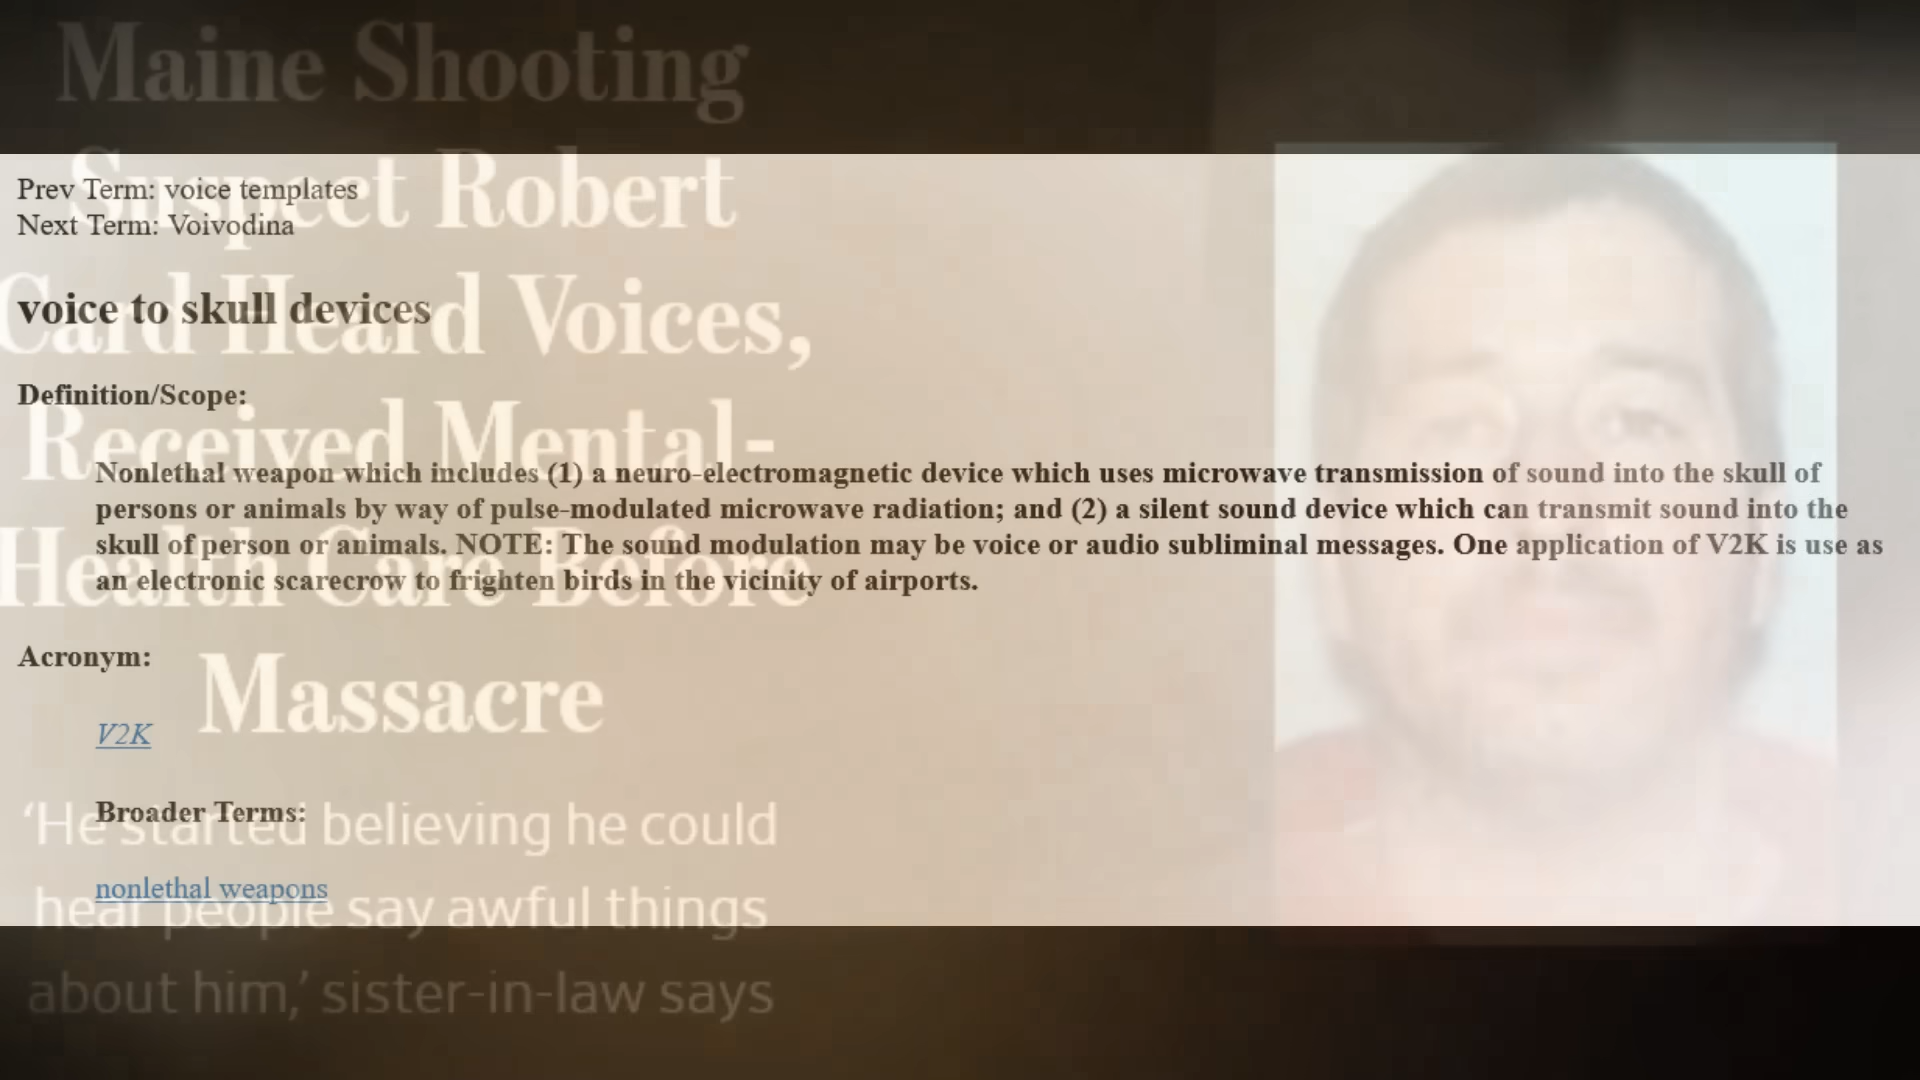 Maine Shooting
Suspect Robert
Card Heard Voices,
Received Mental-
Health Care Before
Massacre
‘He started believing he could
hear people say awful things
about him,’ sister-in-law says
Prev Term: voice templates
Next Term: Voivodina
voice to skull devices
Definition/Scope:
Nonlethal weapon which includes (1) a neuro-electromagnetic device which uses microwave transmission of sound into the skull of
persons or animals by way of pulse-modulated microwave radiation; and (2) a silent sound device which can transmit sound into the
skull of person or animals. NOTE: The sound modulation may be voice or audio subliminal messages. One application of V2K is use as
an electronic scarecrow to frighten birds in the vicinity of airports.
Acronym:
V2K
Broader Terms:
nonlethal weapons